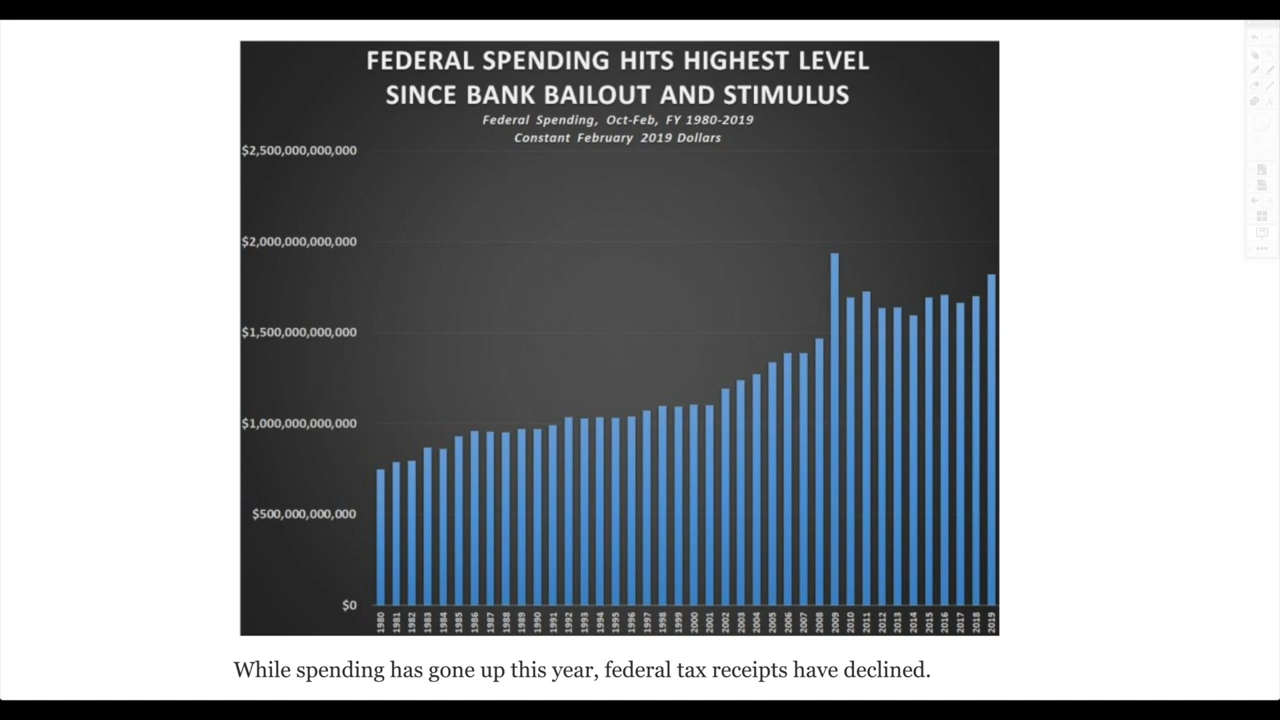 FEDERAL SPENDING HITS HIGHEST LEVEL
SINCE BANK BAILOUT AND STIMULUS
Federal Spending, Oct-Feb, FY 1980-2019
Constant February 2019 Dollars
$2,500,000,000,000
$2,000,000,000,000
$1,500,000,000,000
$1,000,000,000,000
$500,000,000,000
$0
1980 1981 1982 1983 1984 1985 1986 1987 1988 1989 1990 1991 1992 1993 1994 1995 1996 1997 1998 1999 2000 2001 2002 2003 2004 2005 2006 2007 2008 2009 2010 2011 2012 2013 2014 2015 2016 2017 2018 2019
While spending has gone up this year, federal tax receipts have declined.